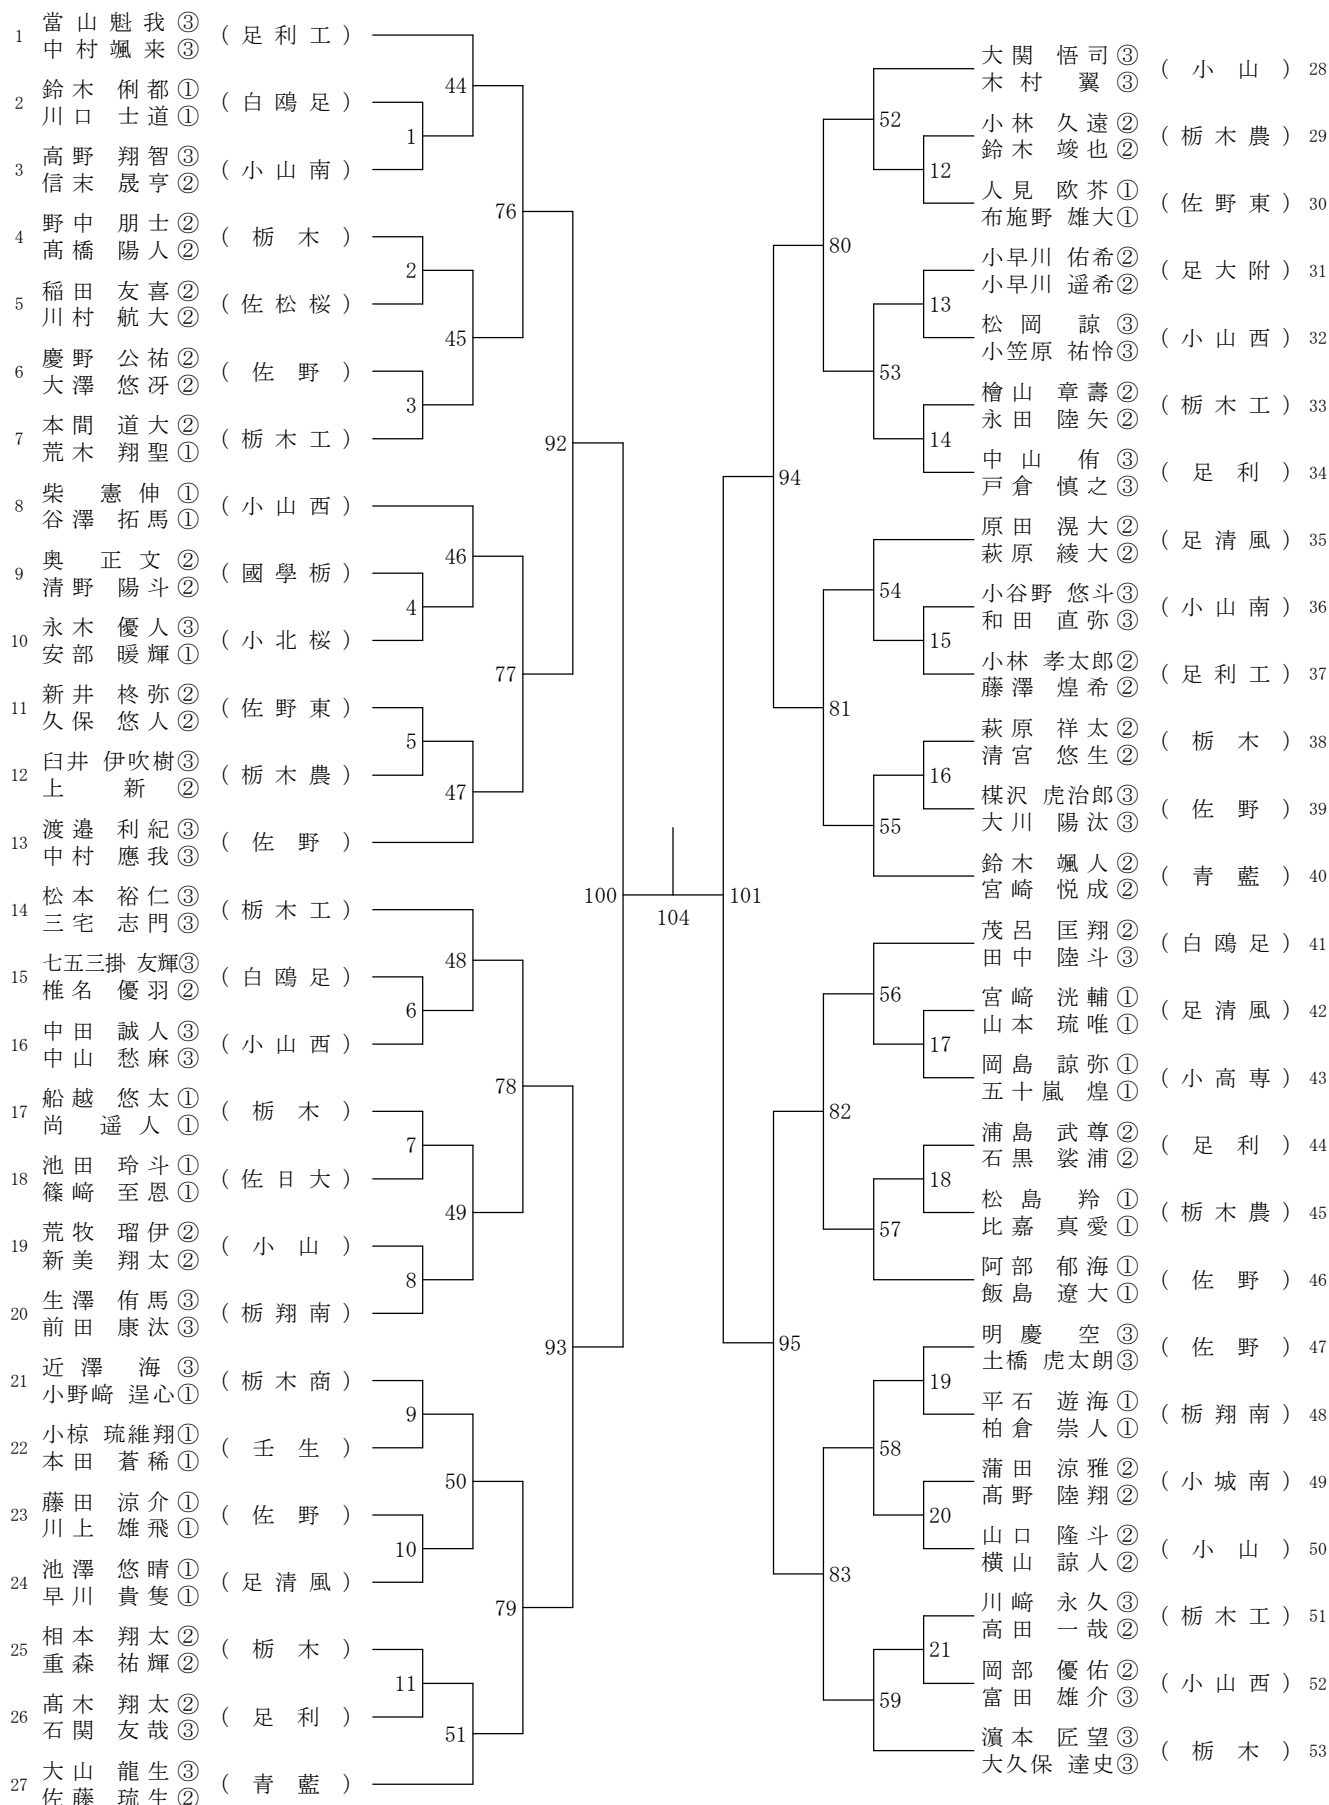 1 當山 魁我③ (足利工)
中村 颯来③
2 鈴木 俐都① (白鴎足)
川口 士道①
3 高野 翔智③ (小山南)
信末 晟亨②
4 野中 朋士② (栃木)
髙橋 陽人②
5 稲田 友喜② (佐松桜)
川村 航大②
6 慶野 公祐② (佐野)
大澤 悠冴②
7 本間 道大② (栃木工)
荒木 翔聖①
8 柴 憲伸① (小山西)
谷澤 拓馬①
9 奥 正文② (國學栃)
清野 陽斗②
10 永木 優人③ (小北桜)
安部 暖輝①
11 新井 柊弥② (佐野東)
久保 悠人②
12 臼井 伊吹樹③ (栃木農)
上 新②
13 渡邉 利紀③ (佐野)
中村 應我③
14 松本 裕仁③ (栃木工)
三宅 志門③
15 七五三掛 友輝③ (白鴎足)
椎名 優羽②
16 中田 誠人③ (小山西)
中山 愁麻③
17 船越 悠太① (栃木)
尚 遥人①
18 池田 玲斗① (佐日大)
篠﨑 至恩①
19 荒牧 瑠伊② (小山)
新美 翔太②
20 生澤 侑馬③ (栃翔南)
前田 康汰③
21 近澤 海③ (栃木商)
小野﨑 逞心①
22 小椋 琉維翔① (壬生)
本田 蒼稀①
23 藤田 涼介① (佐野)
川上 雄飛①
24 池澤 悠晴① (足清風)
早川 貴隻①
25 相本 翔太② (栃木)
重森 祐輝②
26 髙木 翔太② (足利)
石関 友哉③
27 大山 龍生③ (青藍)
佐藤 琉生②
1
2
3
4
5
6
7
8
9
10
11
44
45
46
47
48
49
50
51
76
77
78
79
92
93
100
104
101
94
95
80
81
82
83
52
53
54
55
56
57
58
59
12
13
14
15
16
17
18
19
20
21
大関 悟司③ (小山) 28
木村 翼③
小林 久遠② (栃木農) 29
鈴木 竣也②
人見 欧芥① (佐野東) 30
布施野 雄大①
小早川 佑希② (足大附) 31
小早川 遥希②
松岡 諒③ (小山西) 32
小笠原 祐怜③
檜山 章壽② (栃木工) 33
永田 陸矢②
中山 侑③ (足利) 34
戸倉 慎之③
原田 滉大② (足清風) 35
萩原 綾大②
小谷野 悠斗③ (小山南) 36
和田 直弥③
小林 孝太郎② (足利工) 37
藤澤 煌希②
萩原 祥太② (栃木) 38
清宮 悠生②
楳沢 虎治郎③ (佐野) 39
大川 陽汰③
鈴木 颯人② (青藍) 40
宮崎 悦成②
茂呂 匡翔② (白鴎足) 41
田中 陸斗③
宮﨑 洸輔① (足清風) 42
山本 琉唯①
岡島 諒弥① (小高専) 43
五十嵐 煌①
浦島 武尊② (足利) 44
石黒 袈浦②
松島 羚① (栃木農) 45
比嘉 真愛①
阿部 郁海① (佐野) 46
飯島 遼大①
明慶 空③ (佐野) 47
土橋 虎太朗③
平石 遊海① (栃翔南) 48
柏倉 崇人①
蒲田 涼雅② (小城南) 49
髙野 陸翔②
山口 隆斗② (小山) 50
横山 諒人②
川﨑 永久③ (栃木工) 51
高田 一哉②
岡部 優佑② (小山西) 52
富田 雄介③
濵本 匠望③ (栃木) 53
大久保 達史③